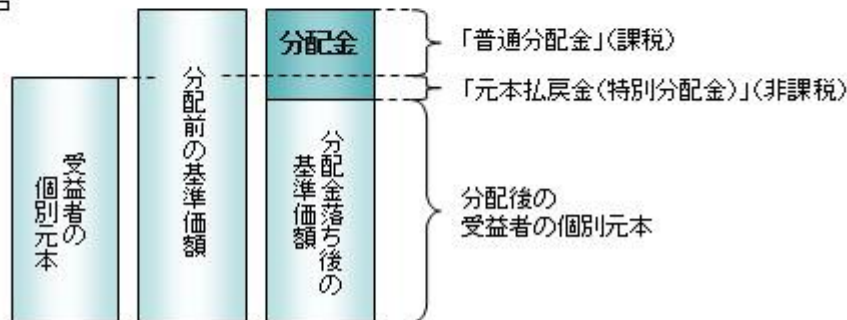 分配金
「普通分配金」(課税)
「元本払戻金(特別分配金)」(非課税)
受益者の
個別元本
分配前の基準価額
分配金落ち後の
基準価額
分配後の
受益者の個別元本